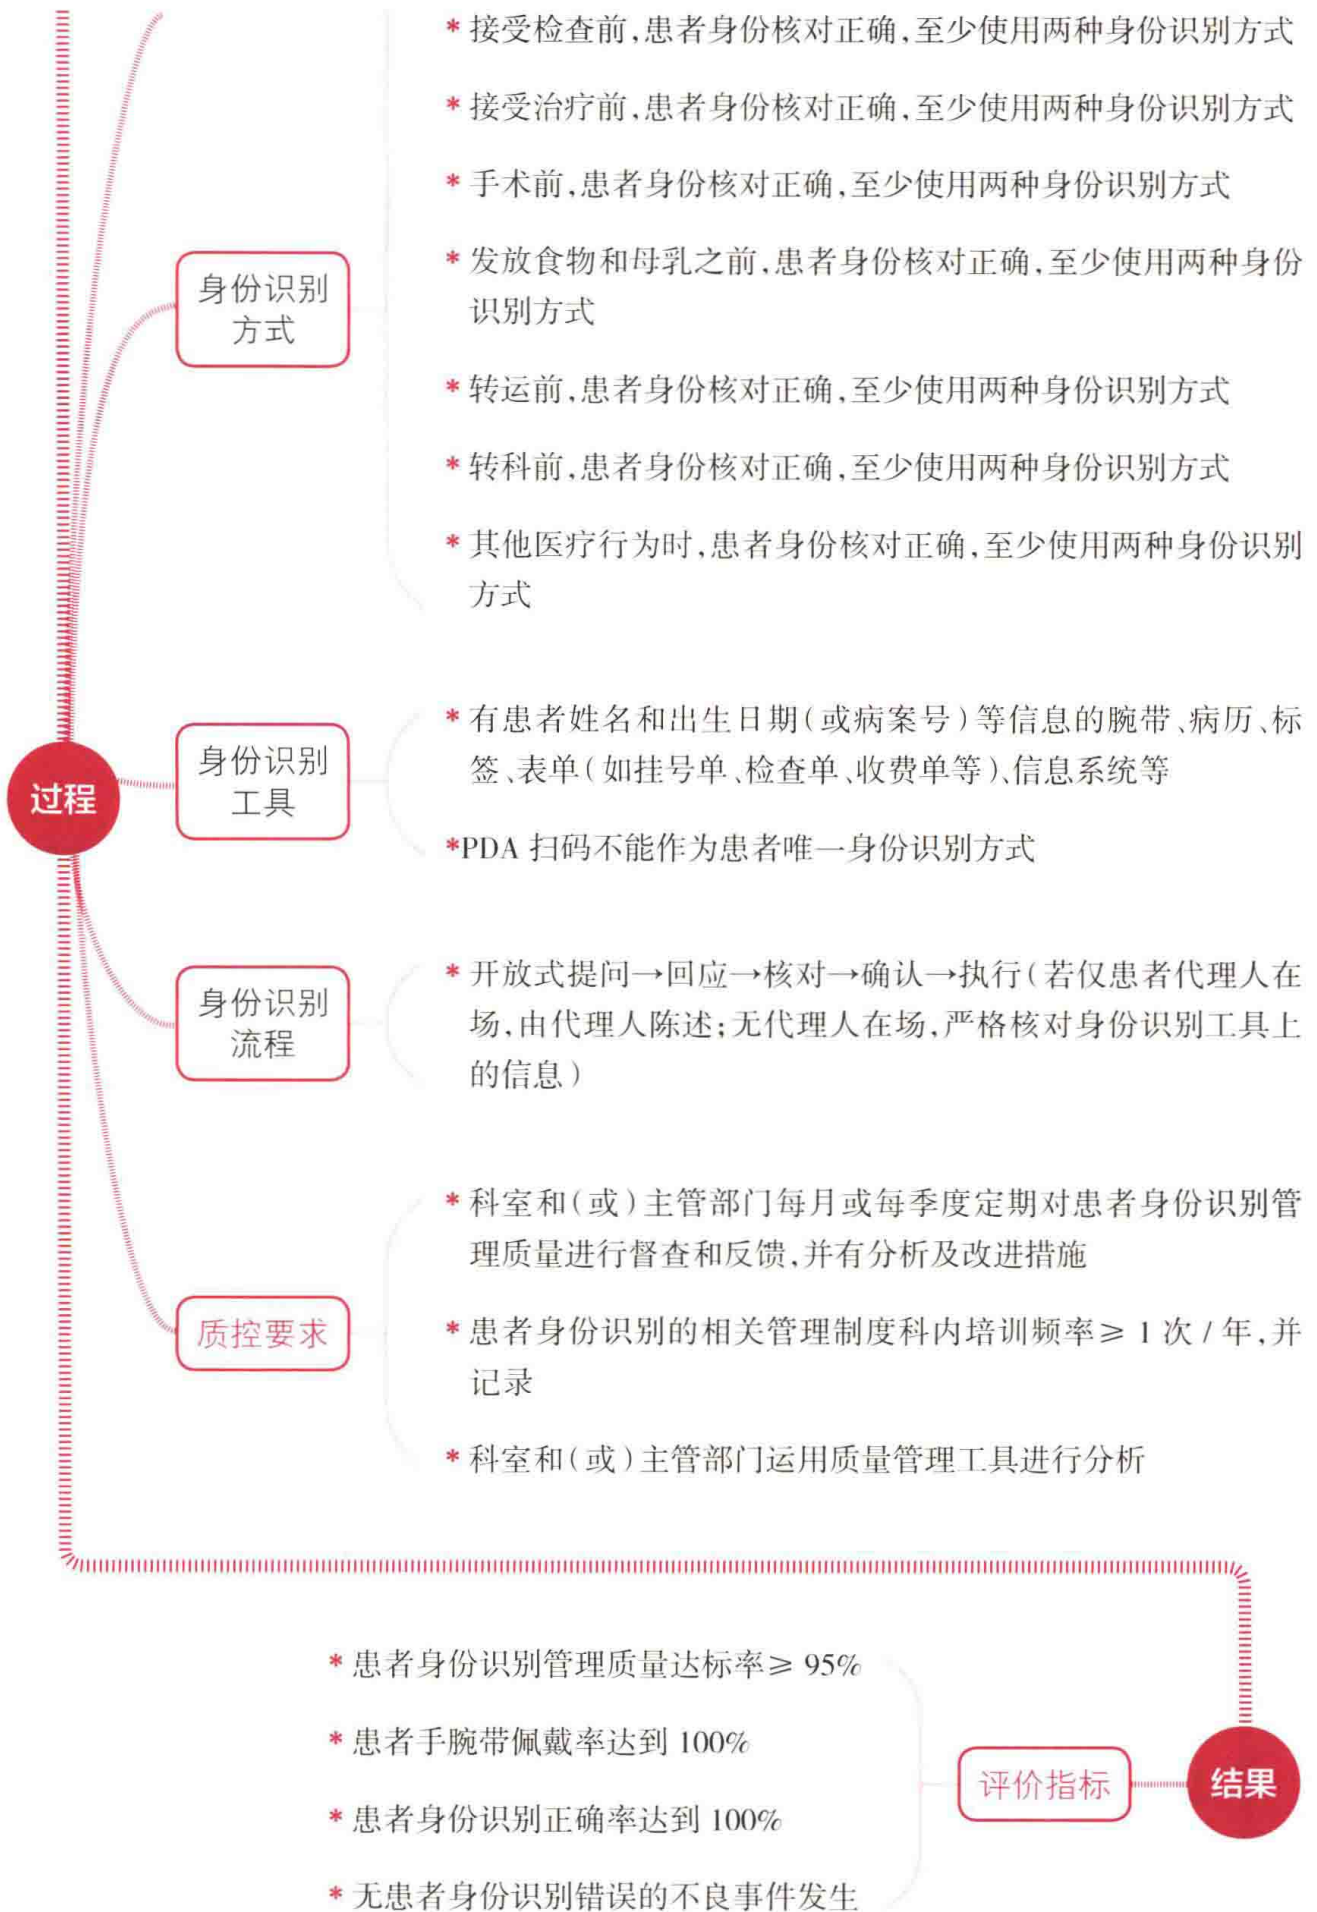 * 接受检查前,患者身份核对正确,至少使用两种身份识别方式
* 接受治疗前,患者身份核对正确,至少使用两种身份识别方式
* 手术前,患者身份核对正确,至少使用两种身份识别方式
身份识别
方式
* 发放食物和母乳之前,患者身份核对正确,至少使用两种身份
识别方式
* 转运前,患者身份核对正确,至少使用两种身份识别方式
* 转科前,患者身份核对正确,至少使用两种身份识别方式
* 其他医疗行为时,患者身份核对正确,至少使用两种身份识别
方式
过程
身份识别
工具
* 有患者姓名和出生日期(或病案号)等信息的腕带、病历、标
签、表单(如挂号单、检查单、收费单等)、信息系统等
*PDA 扫码不能作为患者唯一身份识别方式
身份识别
流程
* 开放式提问→回应→核对→确认→执行(若仅患者代理人在
场,由代理人陈述;无代理人在场,严格核对身份识别工具上
的信息)
质控要求
* 科室和(或)主管部门每月或每季度定期对患者身份识别管
理质量进行督查和反馈,并有分析及改进措施
* 患者身份识别的相关管理制度科内培训频率≥ 1 次 / 年,并
记录
* 科室和(或)主管部门运用质量管理工具进行分析
* 患者身份识别管理质量达标率≥ 95%
* 患者手腕带佩戴率达到 100%
* 患者身份识别正确率达到 100%
* 无患者身份识别错误的不良事件发生
评价指标
结果